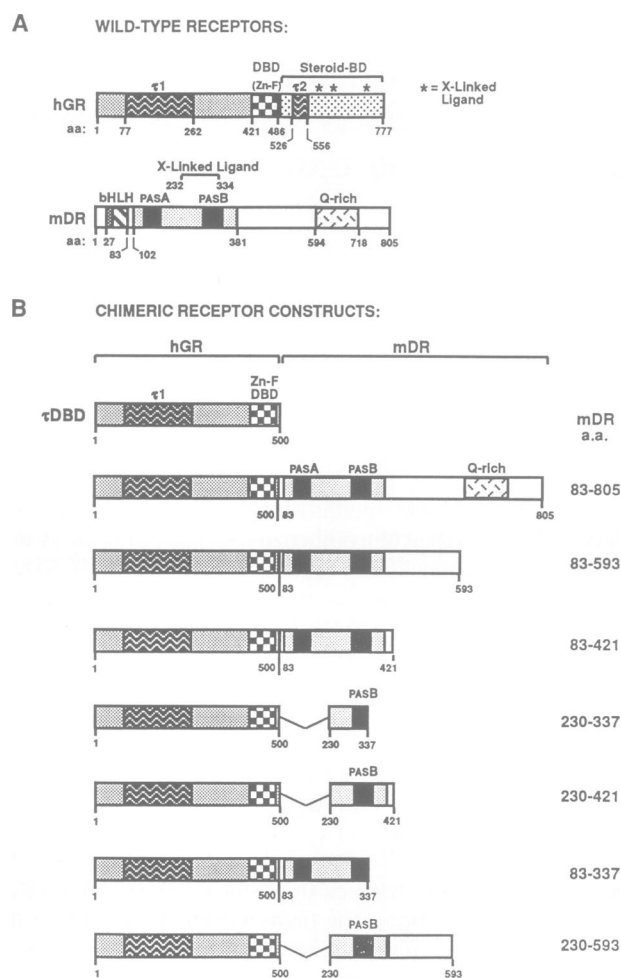 A WILD-TYPE RECEPTORS:
DBD Steroid-BD
τ1 (Zn-F) τ2 * * * *= X-Linked Ligand
hGR
aa: 1 77 262 421 486 777
526 556
X-Linked Ligand
232 334
bHLH PASA PASB Q-rich
mDR
aa: 1 27 381 594 718 805
83 102
B CHIMERIC RECEPTOR CONSTRUCTS:
hGR mDR
Zn-F
τ1 DBD
τDBD mDR
1 500 a.a.
PASA PASB Q-rich
83-805
1 500 83 805
83-593
1 500 83 593
83-421
1 500 83 421
PASB
230-337
1 500 230 337
PASB
230-421
1 500 230 421
83-337
1 500 83 337
PASB
230-593
1 500 230 593